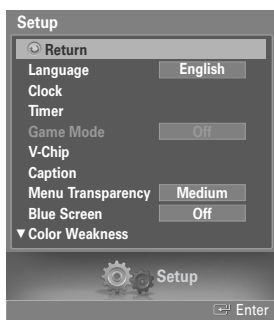 Setup
Return
Language English
Clock
Timer
Game Mode Off
V-Chip
Caption
Menu Transparency Medium
Blue Screen Off
▼ Color Weakness
Setup
Enter